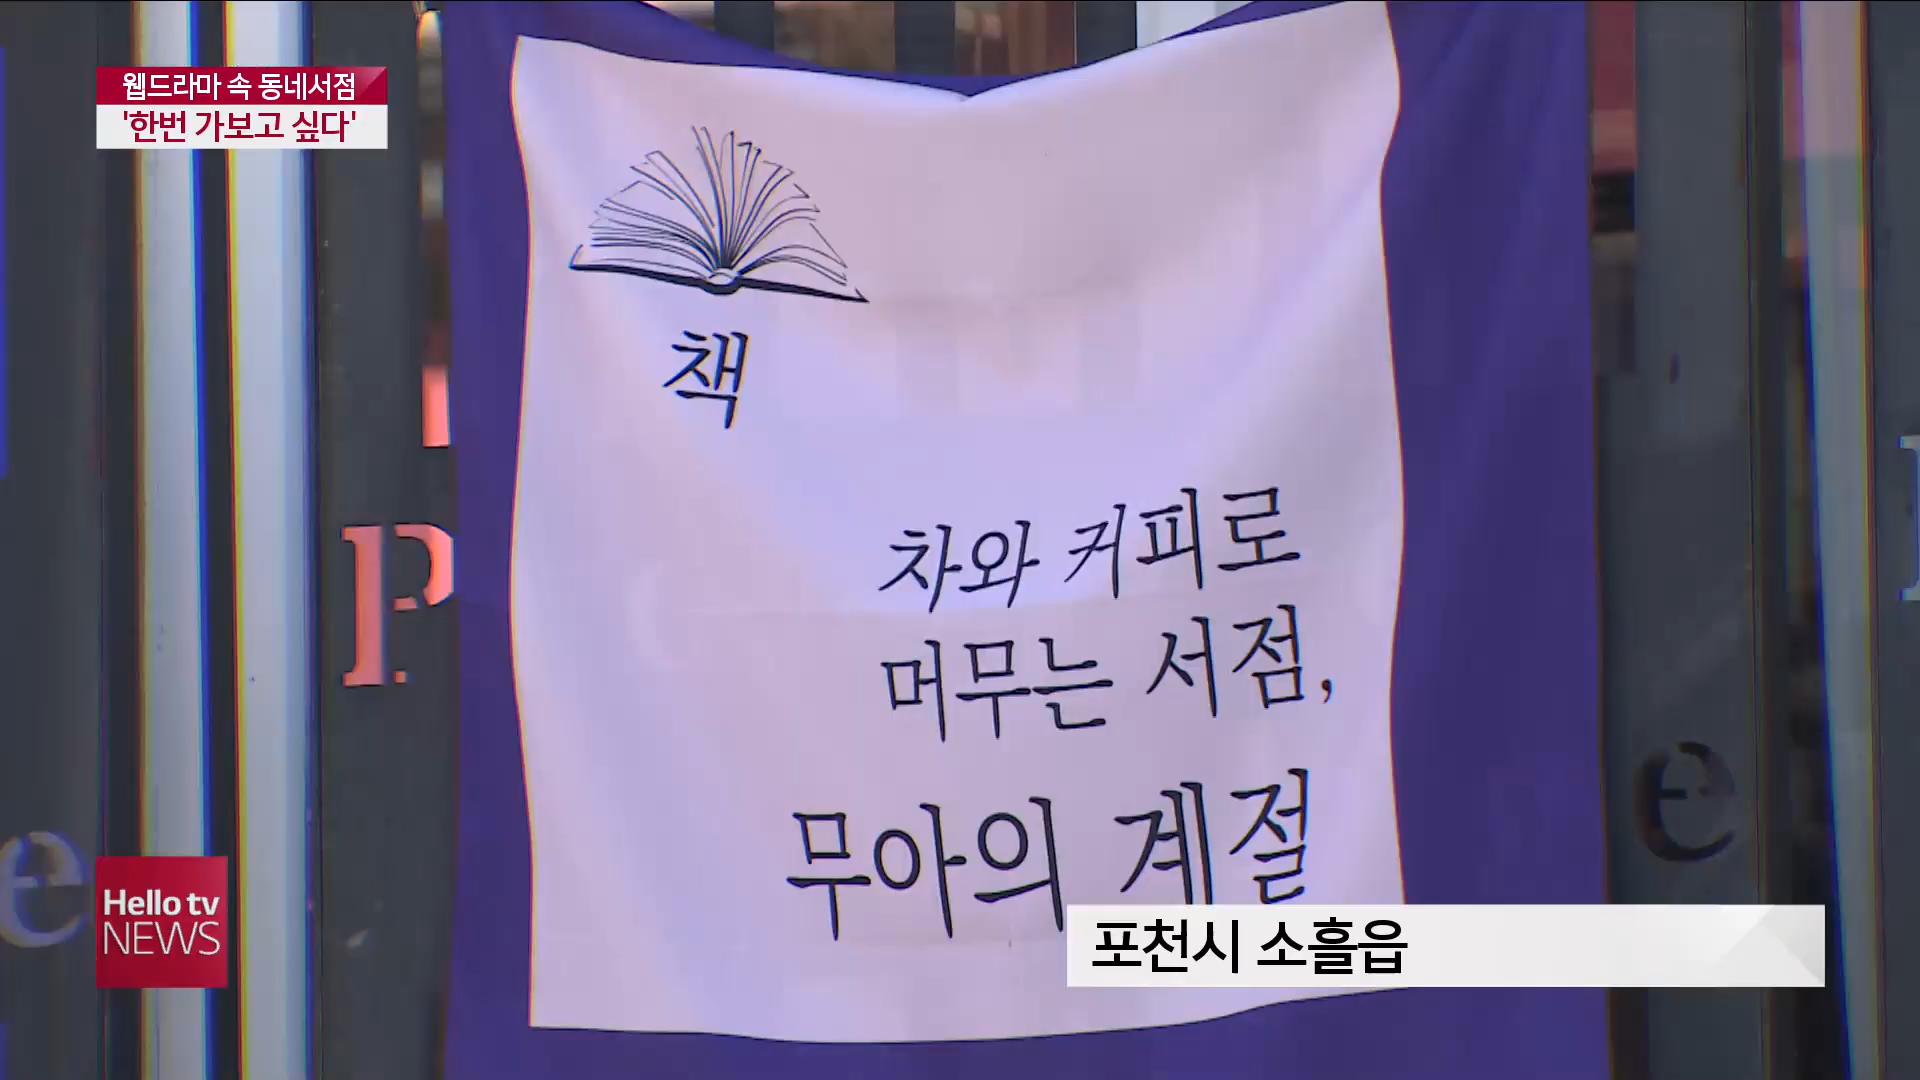 웹드라마 속 동네서점
'한번 가보고 싶다'
책
차와 커피로
머무는 서점,
무아의 계절
P
e
e
Hello tv
NEWS
포천시 소흘읍